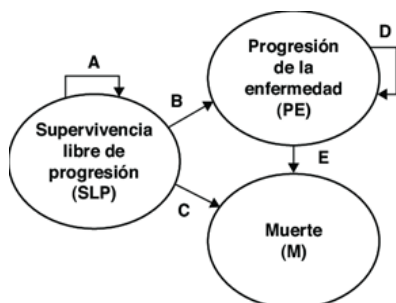 A
B
C
D
E
Supervivencia
libre de
progresión
(SLP)
Progresión
de la
enfermedad
(PE)
Muerte
(M)